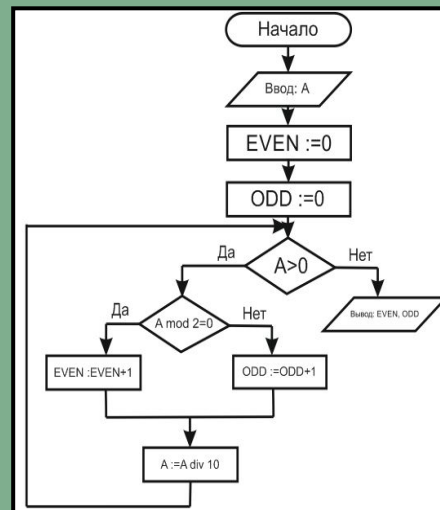 Начало
Ввод: A
EVEN :=0
ODD :=0
A>0
Да
Нет
A mod 2=0
Да
Нет
Вывод: EVEN, ODD
EVEN :EVEN+1
ODD :=ODD+1
A :=A div 10